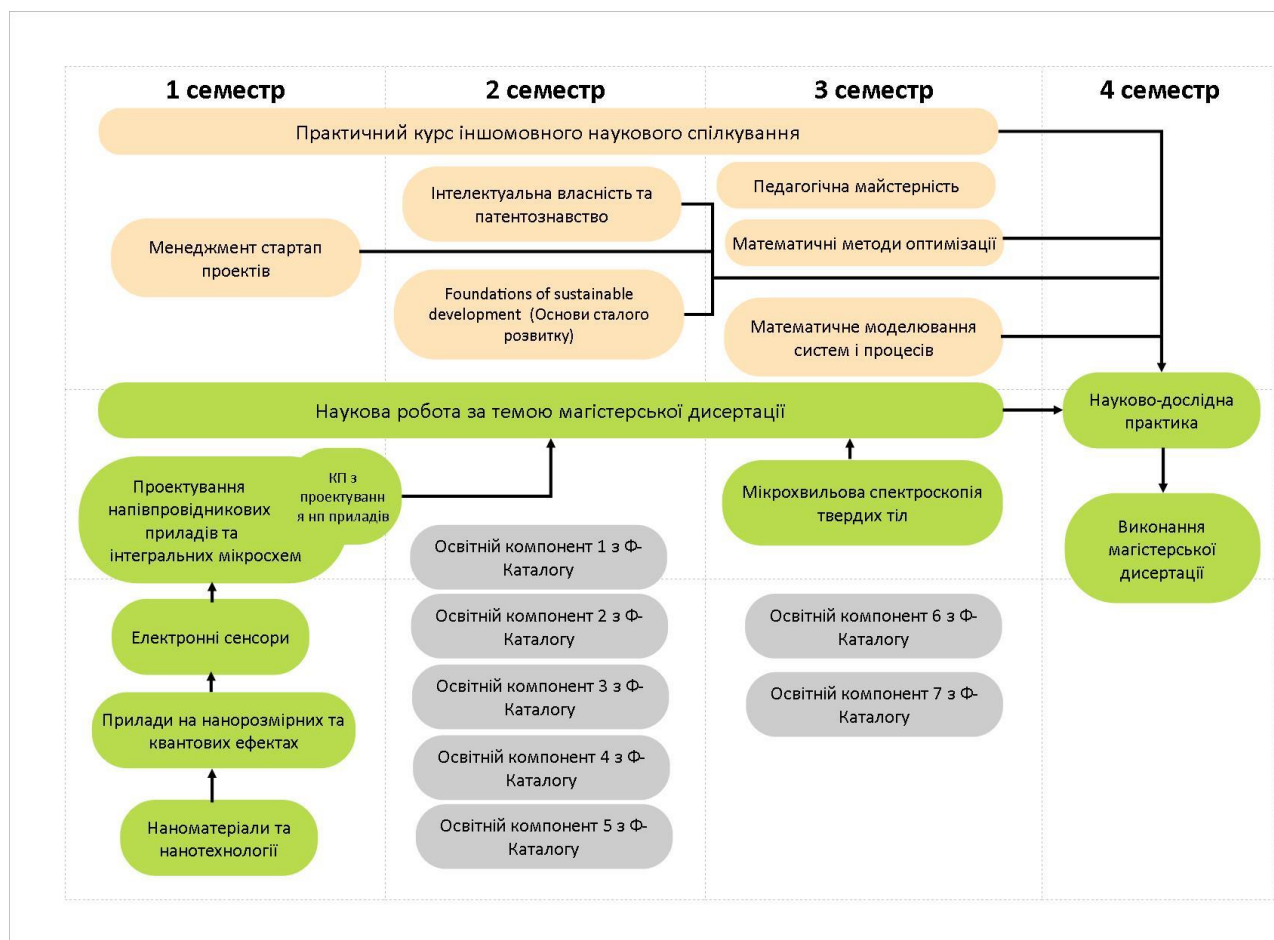 1 семестр
2 семестр
3 семестр
4 семестр
Практичний курс іншомовного наукового спілкування
Інтелектуальна власність та
патентознавство
Педагогічна майстерність
Менеджмент стартап
проектів
Математичні методи оптимізації
Foundations of sustainable
development (Основи сталого
розвитку)
Математичне моделювання
систем і процесів
Наукова робота за темою магістерської дисертації
Науково-дослідна
практика
Проектування
напівпровідникових
приладів та
інтегральних мікросхем
КП з
проектуванн
я нп приладів
Мікрохвильова спектроскопія
твердих тіл
Виконання
магістерської
дисертації
Освітній компонент 1 з Ф-
Каталогу
Електронні сенсори
Освітній компонент 2 з Ф-
Каталогу
Освітній компонент 6 з Ф-
Каталогу
Прилади на нанорозмірних та
квантових ефектах
Освітній компонент 3 з Ф-
Каталогу
Освітній компонент 7 з Ф-
Каталогу
Освітній компонент 4 з Ф-
Каталогу
Наноматеріали та
нанотехнології
Освітній компонент 5 з Ф-
Каталогу